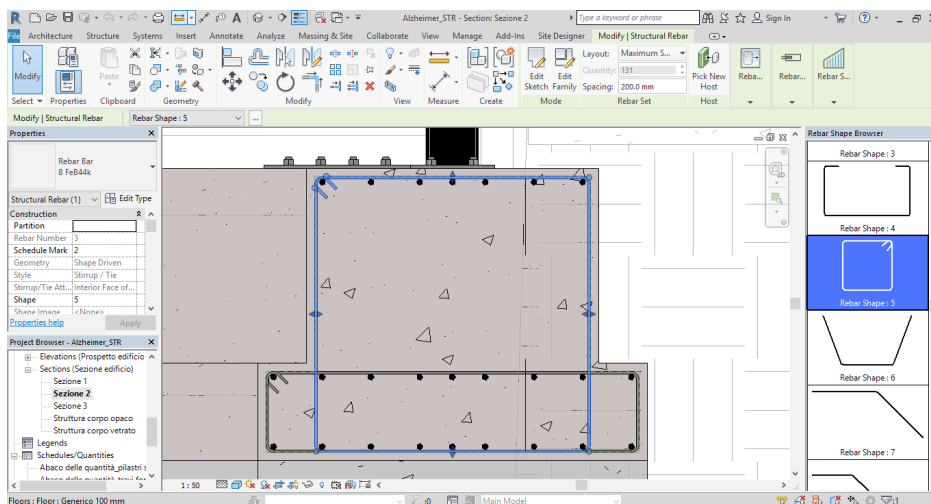 Alzheimer_STR - Section: Sezione 2
Type a keyword or phrase
Sign In
File Architecture Structure Systems Insert Annotate Analyze Massing & Site Collaborate View Manage Add-Ins Site Designer Modify | Structural Rebar
Modify
Paste
Edit Sketch
Edit Family
Layout: Maximum S...
Quantity: 131
Spacing: 200.0 mm
Pick New Host
Reba...
Rebar...
Rebar S...
Select Properties Clipboard Geometry Modify View Measure Create Mode Rebar Set Host
Modify | Structural Rebar
Rebar Shape : 5
...
Properties
Rebar Bar
8 FeB44k
Structural Rebar (1)
Edit Type
Construction
Partition
Rebar Number 3
Schedule Mark 2
Geometry Shape Driven
Style Stirrup / Tie
Stirrup/Tie Att... Interior Face of...
Shape 5
Shape Image <None>
Properties help
Apply
Project Browser - Alzheimer_STR
Elevations (Prospetto edificio
Sections (Sezione edificio)
Sezione 1
Sezione 2
Sezione 3
Struttura corpo opaco
Struttura corpo vetrato
Legends
Schedules/Quantities
Abaco delle quantità_pilastri s
Rebar Shape Browser
Rebar Shape : 3
Rebar Shape : 4
Rebar Shape : 5
Rebar Shape : 6
Rebar Shape : 7
1 : 50
Floors : Floor : Generico 100 mm
:0
Main Model
:1